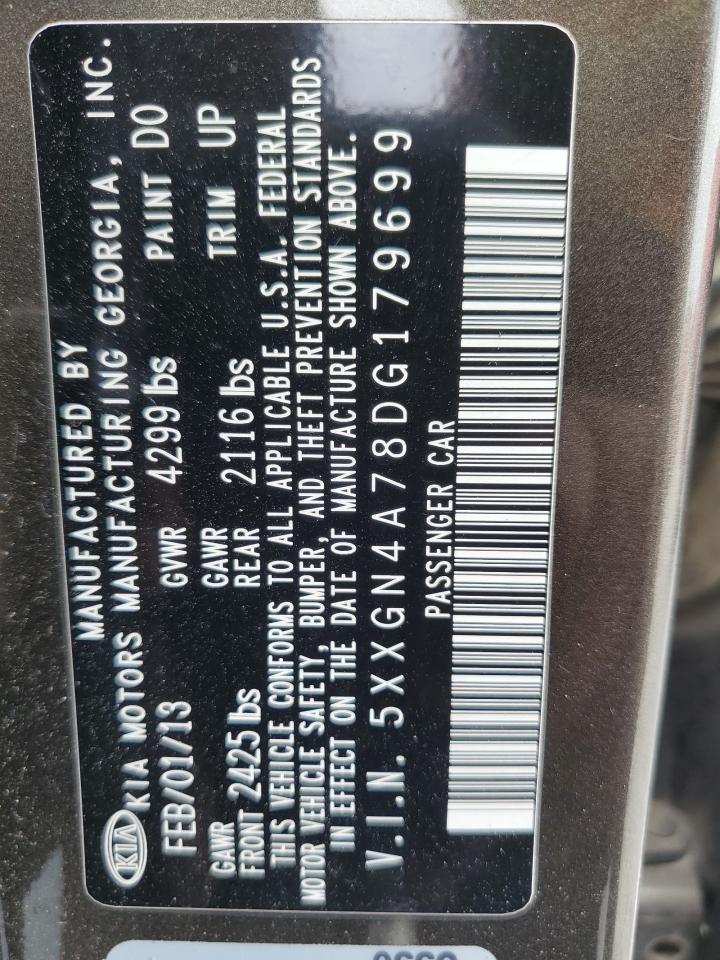 MANUFACTURED BY
KIA KIA MOTORS MANUFACTURING GEORGIA, INC.
FEB/01/13 GVWR 4299 lbs PAINT DO
GAWR GAWR
FRONT 2425 lbs REAR 2116 lbs TRIM UP
THIS VEHICLE CONFORMS TO ALL APPLICABLE U.S.A. FEDERAL
MOTOR VEHICLE SAFETY, BUMPER, AND THEFT PREVENTION STANDARDS
IN EFFECT ON THE DATE OF MANUFACTURE SHOWN ABOVE.
V.I.N. 5XXGN4A78DG179699
PASSENGER CAR